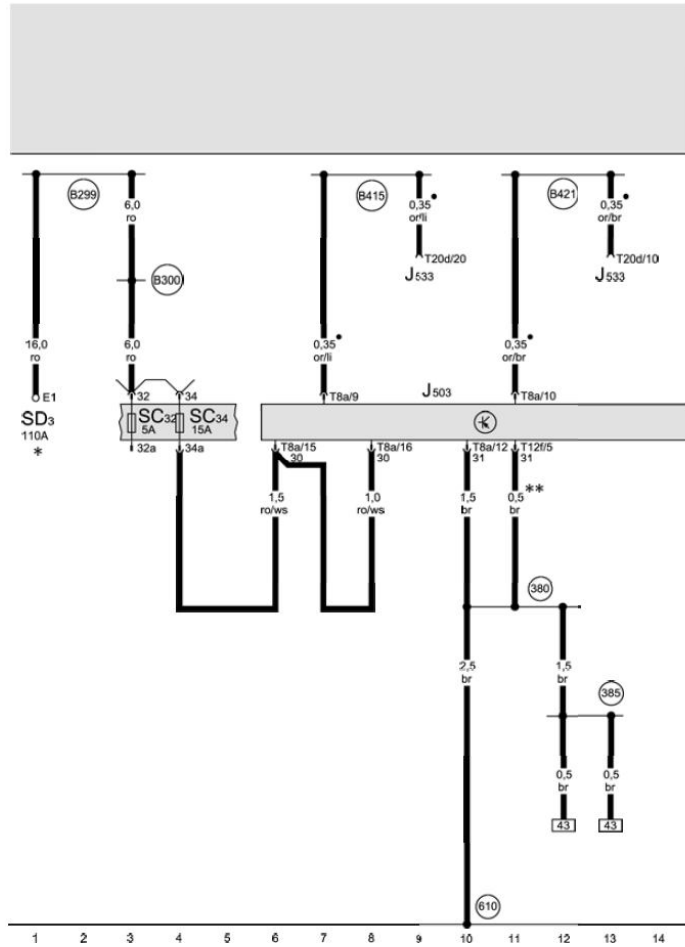 B299
B415
B421
6,0
ro
0,35
or/li
0,35
or/br
T20d/20
J533
T20d/10
J533
B300
16,0
ro
6,0
ro
0,35
or/li
0,35
or/br
E1
SD3
110A
*
32
34
SC32
5A
SC34
15A
32a
34a
T8a/9
J503
T8a/10
T8a/15
30
T8a/16
30
T8a/12
31
T12f/5
31
1,5
ro/ws
1,0
ro/ws
1,5
br
0,5
br
**
380
2,5
br
1,5
br
385
0,5
br
0,5
br
43
43
610
1 2 3 4 5 6 7 8 9 10 11 12 13 14